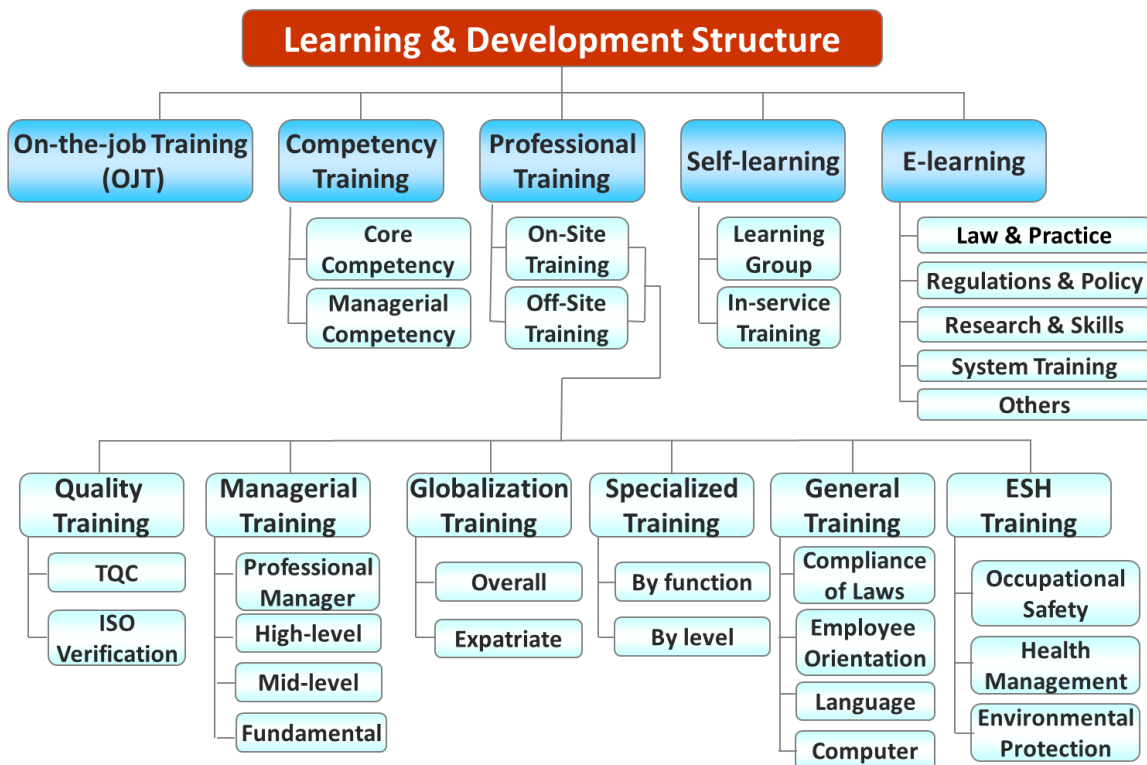 Learning & Development Structure
On-the-job Training
(OJT)
Competency
Training
Professional
Training
Self-learning
E-learning
Core
Competency
Managerial
Competency
On-Site
Training
Off-Site
Training
Learning
Group
In-service
Training
Law & Practice
Regulations & Policy
Research & Skills
System Training
Others
Quality
Training
TQC
ISO
Verification
Managerial
Training
Professional
Manager
High-level
Mid-level
Fundamental
Globalization
Training
Overall
Expatriate
Specialized
Training
By function
By level
General
Training
Compliance
of Laws
Employee
Orientation
Language
Computer
ESH
Training
Occupational
Safety
Health
Management
Environmental
Protection